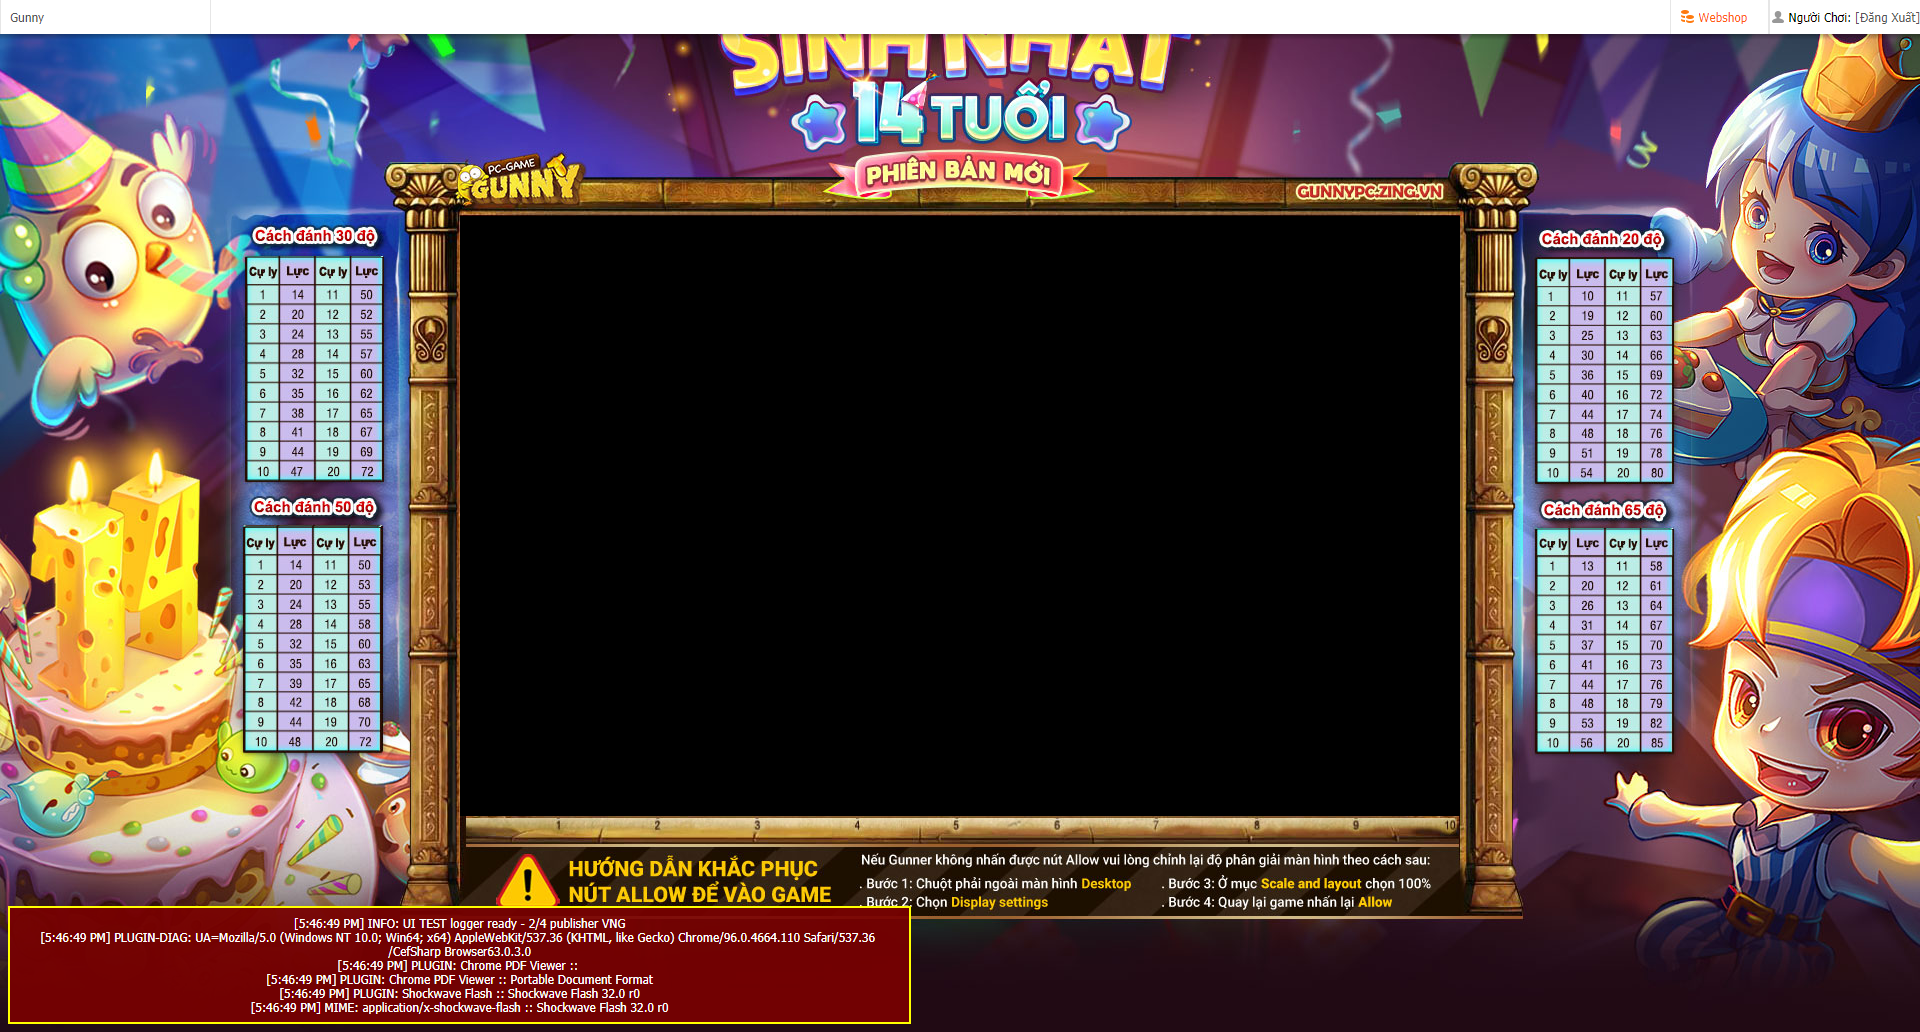 Gunny
Webshop
Người Chơi: [Đăng Xuất]
SINH NHẬT
14 TUỔI
PHIÊN BẢN MỚI
PC-GAME
GUNNY
GUNNYPC.ZING.VN
Cách đánh 30 độ
Cự ly Lực Cự ly Lực
1 14 11 50
2 20 12 52
3 24 13 55
4 28 14 57
5 32 15 60
6 35 16 62
7 38 17 65
8 41 18 67
9 44 19 69
10 47 20 72
Cách đánh 50 độ
Cự ly Lực Cự ly Lực
1 14 11 50
2 20 12 53
3 24 13 55
4 28 14 58
5 32 15 60
6 35 16 63
7 39 17 65
8 42 18 68
9 44 19 70
10 48 20 72
Cách đánh 20 độ
Cự ly Lực Cự ly Lực
1 10 11 57
2 19 12 60
3 25 13 63
4 30 14 66
5 36 15 69
6 40 16 72
7 44 17 74
8 48 18 76
9 51 19 78
10 54 20 80
Cách đánh 65 độ
Cự ly Lực Cự ly Lực
1 13 11 58
2 20 12 61
3 26 13 64
4 31 14 67
5 37 15 70
6 41 16 73
7 44 17 76
8 48 18 79
9 53 19 82
10 56 20 85
1 2 3 4 5 6 7 8 9 10
HƯỚNG DẪN KHẮC PHỤC
NÚT ALLOW ĐỂ VÀO GAME
Nếu Gunner không nhấn được nút Allow vui lòng chỉnh lại độ phân giải màn hình theo cách sau:
. Bước 1: Chuột phải ngoài màn hình Desktop
. Bước 2: Chọn Display settings
. Bước 3: Ở mục Scale and layout chọn 100%
. Bước 4: Quay lại game nhấn lại Allow
[5:46:49 PM] INFO: UI TEST logger ready - 2/4 publisher VNG
[5:46:49 PM] PLUGIN-DIAG: UA=Mozilla/5.0 (Windows NT 10.0; Win64; x64) AppleWebKit/537.36 (KHTML, like Gecko) Chrome/96.0.4664.110 Safari/537.36
/CefSharp Browser63.0.3.0
[5:46:49 PM] PLUGIN: Chrome PDF Viewer ::
[5:46:49 PM] PLUGIN: Chrome PDF Viewer :: Portable Document Format
[5:46:49 PM] PLUGIN: Shockwave Flash :: Shockwave Flash 32.0 r0
[5:46:49 PM] MIME: application/x-shockwave-flash :: Shockwave Flash 32.0 r0